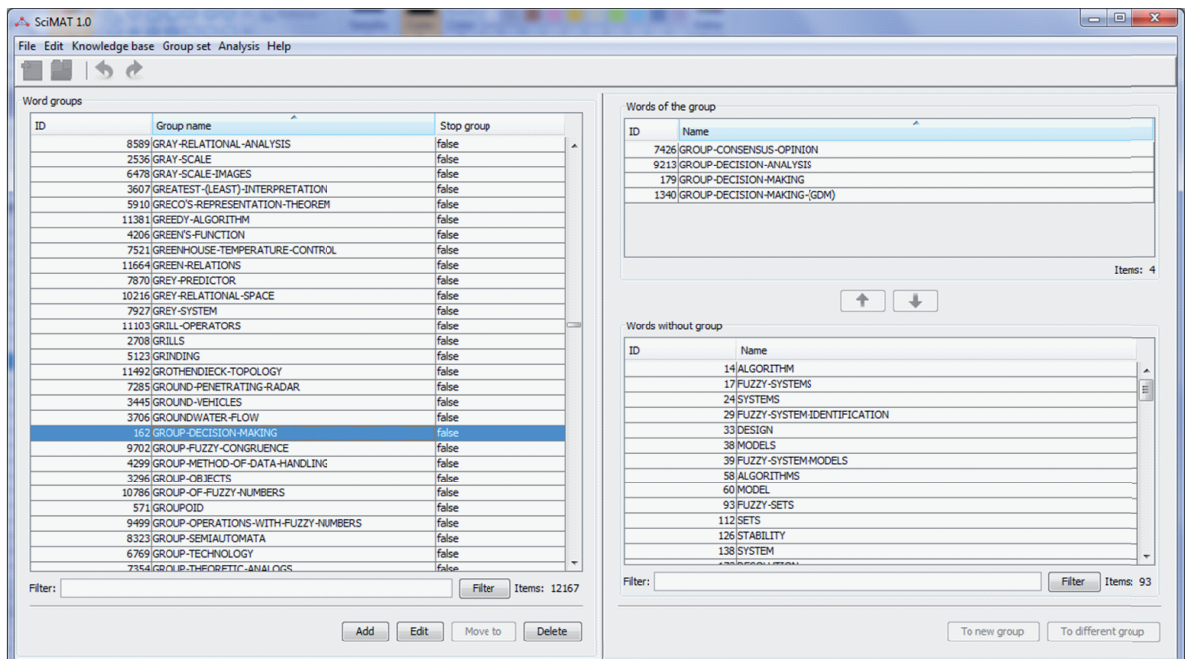 SciMAT 1.0
File Edit Knowledge base Group set Analysis Help
Word groups
ID Group name Stop group
8589 GRAY-RELATIONAL-ANALYSIS false
2536 GRAY-SCALE false
6478 GRAY-SCALE-IMAGES false
3607 GREATEST-(LEAST)-INTERPRETATION false
5910 GRECO'S-REPRESENTATION-THEOREM false
11381 GREEDY-ALGORITHM false
4206 GREEN'S-FUNCTION false
7521 GREENHOUSE-TEMPERATURE-CONTROL false
11664 GREEN-RELATIONS false
7870 GREY-PREDICTOR false
10216 GREY-RELATIONAL-SPACE false
7927 GREY-SYSTEM false
11103 GRILL-OPERATORS false
2708 GRILLS false
5123 GRINDING false
11492 GROTHENDIECK-TOPOLOGY false
7285 GROUND-PENETRATING-RADAR false
3445 GROUND-VEHICLES false
3706 GROUNDWATER-FLOW false
162 GROUP-DECISION-MAKING false
9702 GROUP-FUZZY-CONGRUENCE false
4299 GROUP-METHOD-OF-DATA-HANDLING false
3296 GROUP-OBJECTS false
10786 GROUP-OF-FUZZY-NUMBERS false
571 GROUPOID false
9499 GROUP-OPERATIONS-WITH-FUZZY-NUMBERS false
8323 GROUP-SEMIAUTOMATA false
6769 GROUP-TECHNOLOGY false
7354 GROUP-THEORETIC-ANALOGS false
Filter: Filter Items: 12167
Add Edit Move to Delete
Words of the group
ID Name
7426 GROUP-CONSENSUS-OPINION
9213 GROUP-DECISION-ANALYSIS
179 GROUP-DECISION-MAKING
1340 GROUP-DECISION-MAKING-(GDM)
Items: 4
Words without group
ID Name
14 ALGORITHM
17 FUZZY-SYSTEMS
24 SYSTEMS
29 FUZZY-SYSTEM-IDENTIFICATION
33 DESIGN
38 MODELS
39 FUZZY-SYSTEM-MODELS
58 ALGORITHMS
60 MODEL
93 FUZZY-SETS
112 SETS
126 STABILITY
138 SYSTEM
Filter: Filter Items: 93
To new group To different group